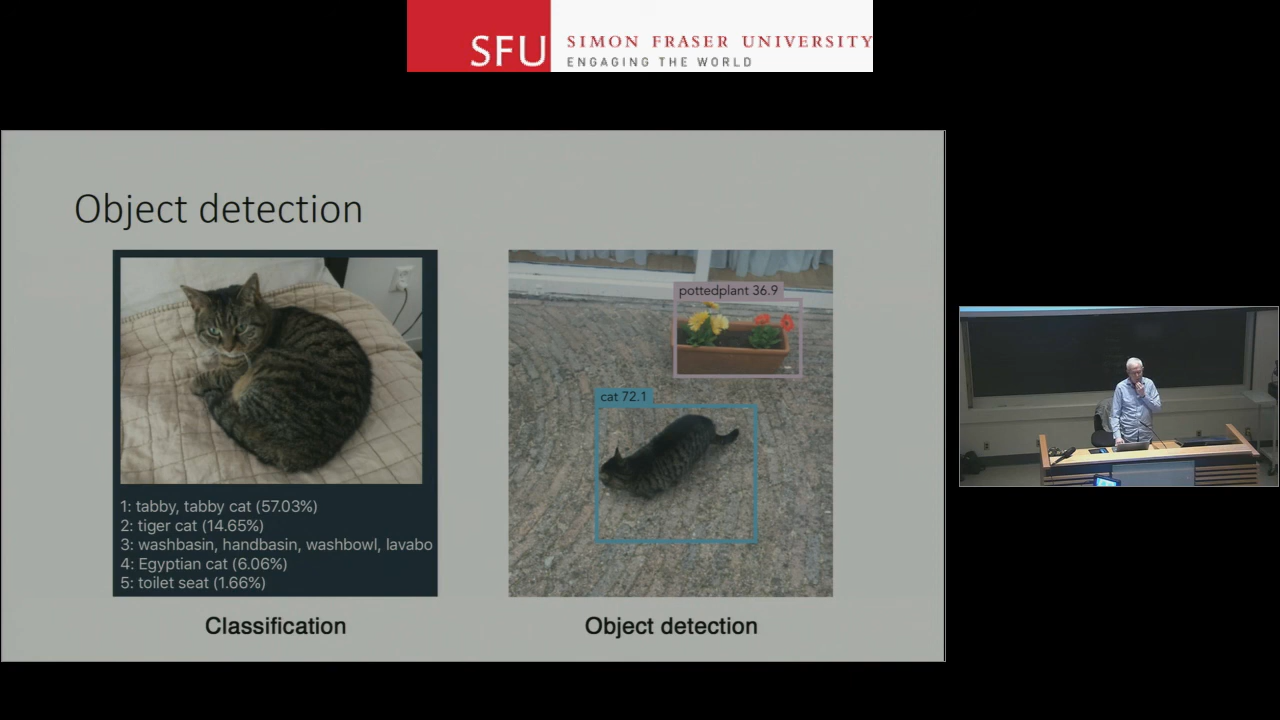 SFU SIMON FRASER UNIVERSITY
ENGAGING THE WORLD
Object detection
pottedplant 36.9
cat 72.1
1: tabby, tabby cat (57.03%)
2: tiger cat (14.65%)
3: washbasin, handbasin, washbowl, lavabo
4: Egyptian cat (6.06%)
5: toilet seat (1.66%)
Classification
Object detection